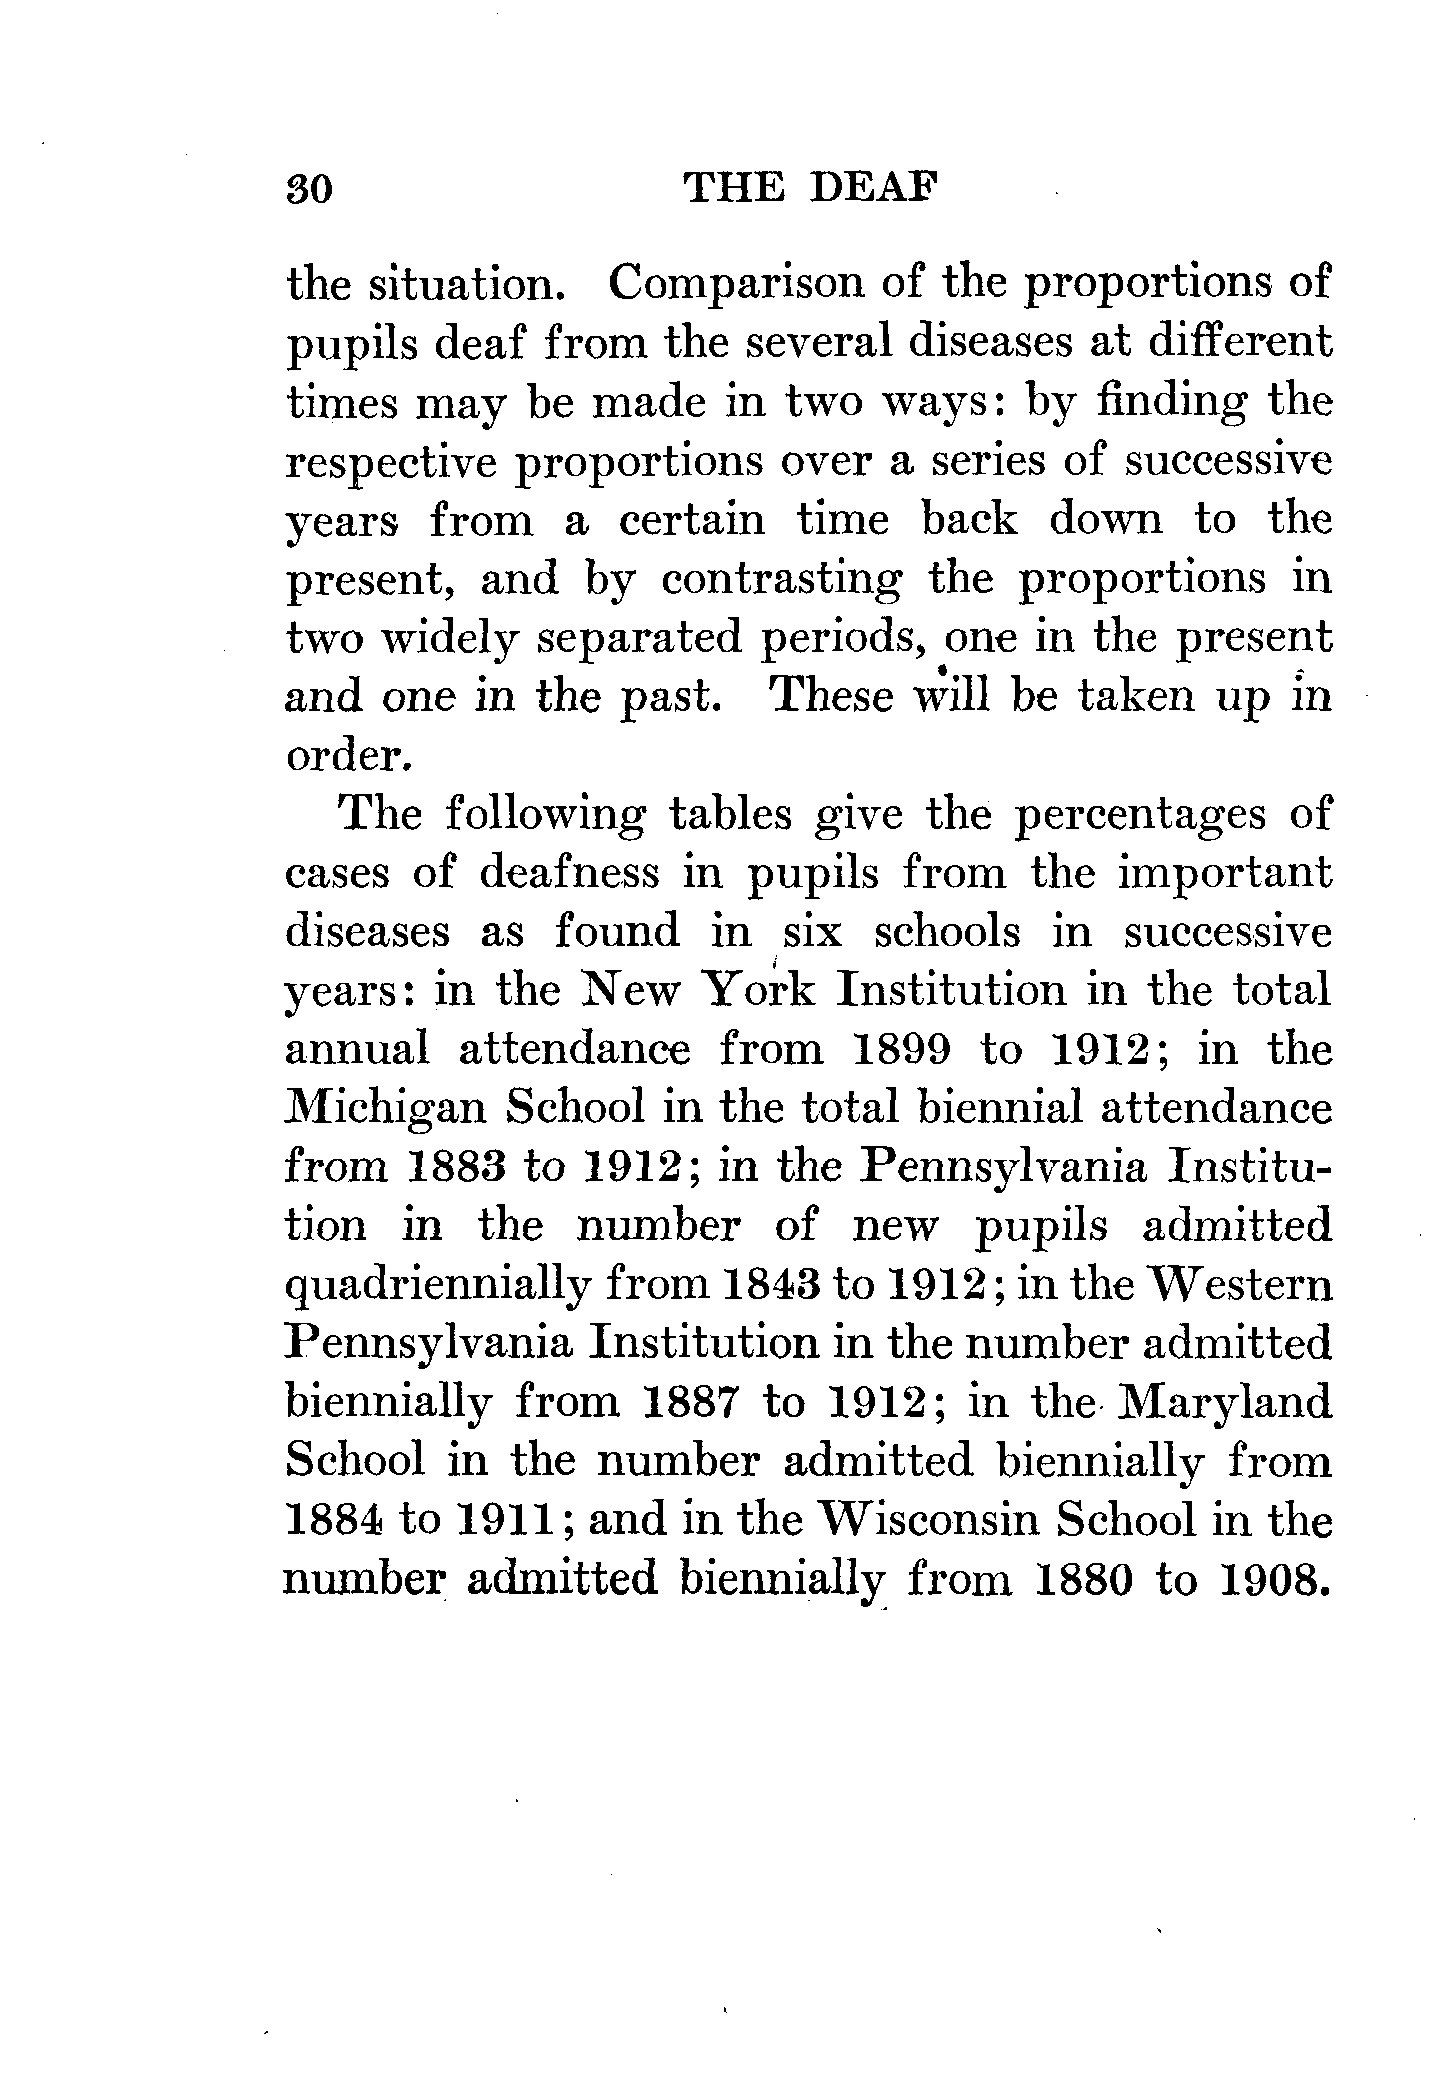 30 THE DEAF
the situation. Comparison of the proportions of
pupils deaf from the several diseases at different
times may be made in two ways: by finding the
respective proportions over a series of successive
years from a certain time back down to the
present, and by contrasting the proportions in
two widely separated periods, one in the present
and one in the past. These will be taken up in
order.
The following tables give the percentages of
cases of deafness in pupils from the important
diseases as found in six schools in successive
years: in the New York Institution in the total
annual attendance from 1899 to 1912; in the
Michigan School in the total biennial attendance
from 1883 to 1912; in the Pennsylvania Institu-
tion in the number of new pupils admitted
quadriennially from 1843 to 1912; in the Western
Pennsylvania Institution in the number admitted
biennially from 1887 to 1912; in the Maryland
School in the number admitted biennially from
1884 to 1911; and in the Wisconsin School in the
number admitted biennially from 1880 to 1908.